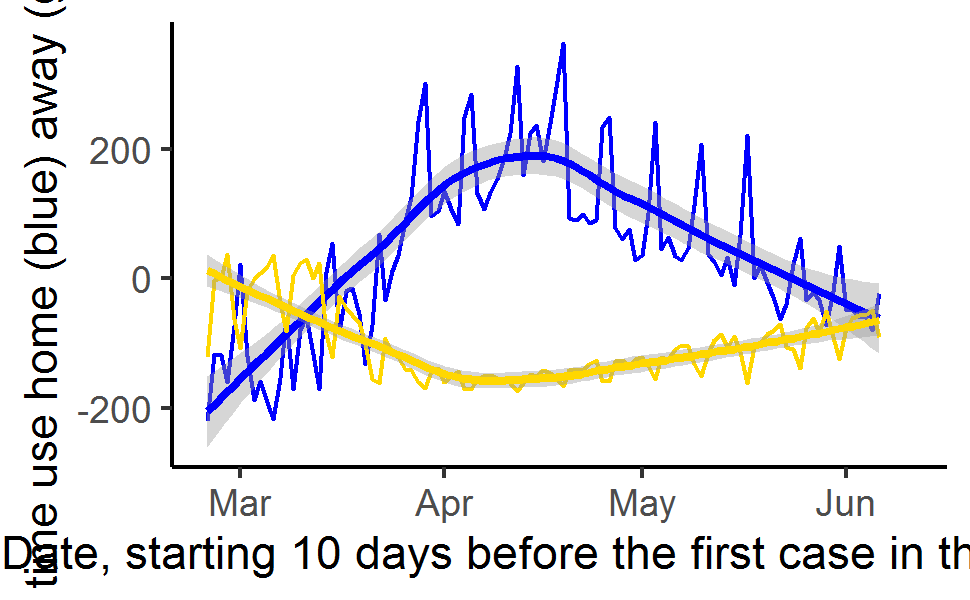 time use home (blue) away (
200
0
-200
Mar Apr May Jun
Date, starting 10 days before the first case in th